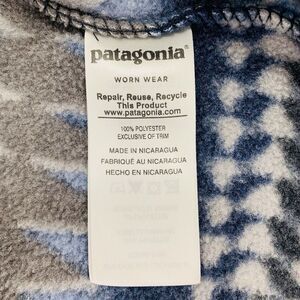 patagonia®
WORN WEAR
Repair, Reuse, Recycle
This Product
www.patagonia.com
100% POLYESTER
EXCLUSIVE OF TRIM
MADE IN NICARAGUA
FABRIQUÉ AU NICARAGUA
HECHO EN NICARAGUA